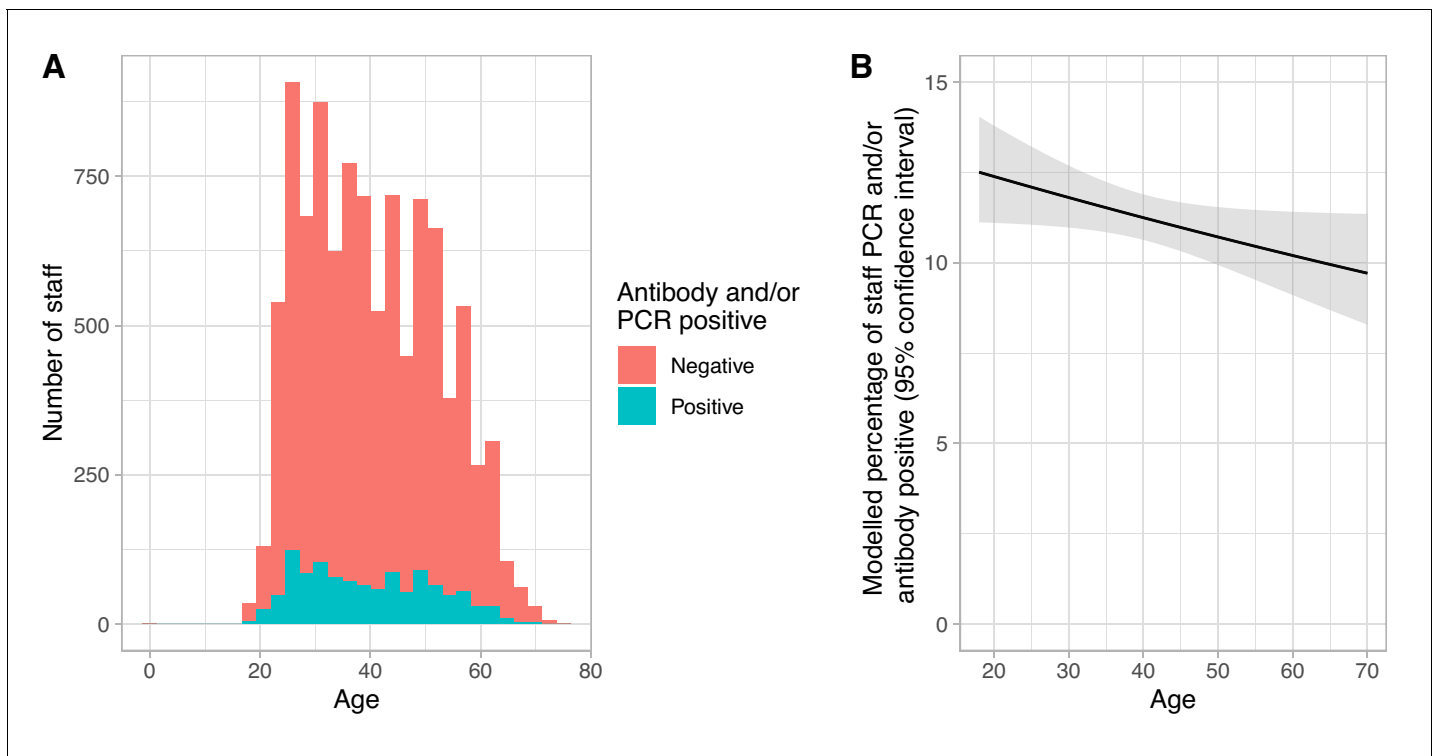 A
Number of staff
750
500
250
0
0 20 40 60 80
Age
Antibody and/or
PCR positive
Negative
Positive
B
Modelled percentage of staff PCR and/or
antibody positive (95% confidence interval)
15
10
5
0
20 30 40 50 60 70
Age